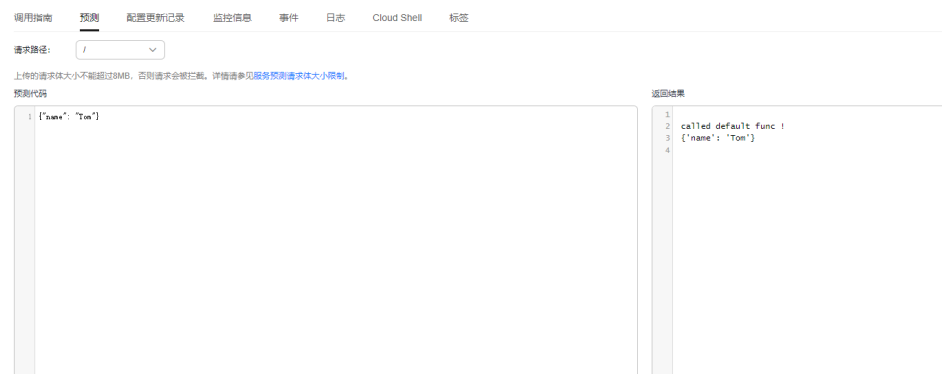 调用指南 预测 配置更新记录 监控信息 事件 日志 Cloud Shell 标签
请求路径： /
上传的请求体大小不能超过8MB，否则请求会被拦截。详情请参见服务预测请求体大小限制。
预测代码 返回结果
1 {"name": "Tom"}
1
2 called default func !
3 {'name': 'Tom'}
4